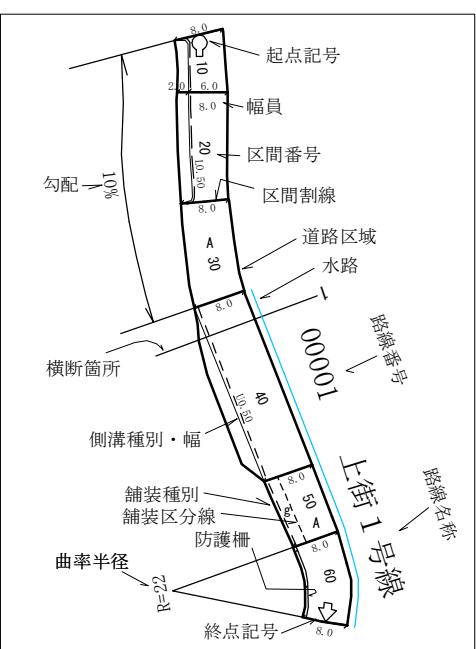 8.0
起点記号
10
2.0 6.0
8.0
幅員
20
L0.50
区間番号
勾配
10%
区間割線
8.0
A
30
道路区域
水路
8.0
1
横断箇所
00001
路線番号
40
U0.50
側溝種別・幅
8.0
舗装種別
50
g
A
舗装区分線
上街1号線
路線名称
防護柵
8.0
曲率半径
R=22
60
終点記号
8.0